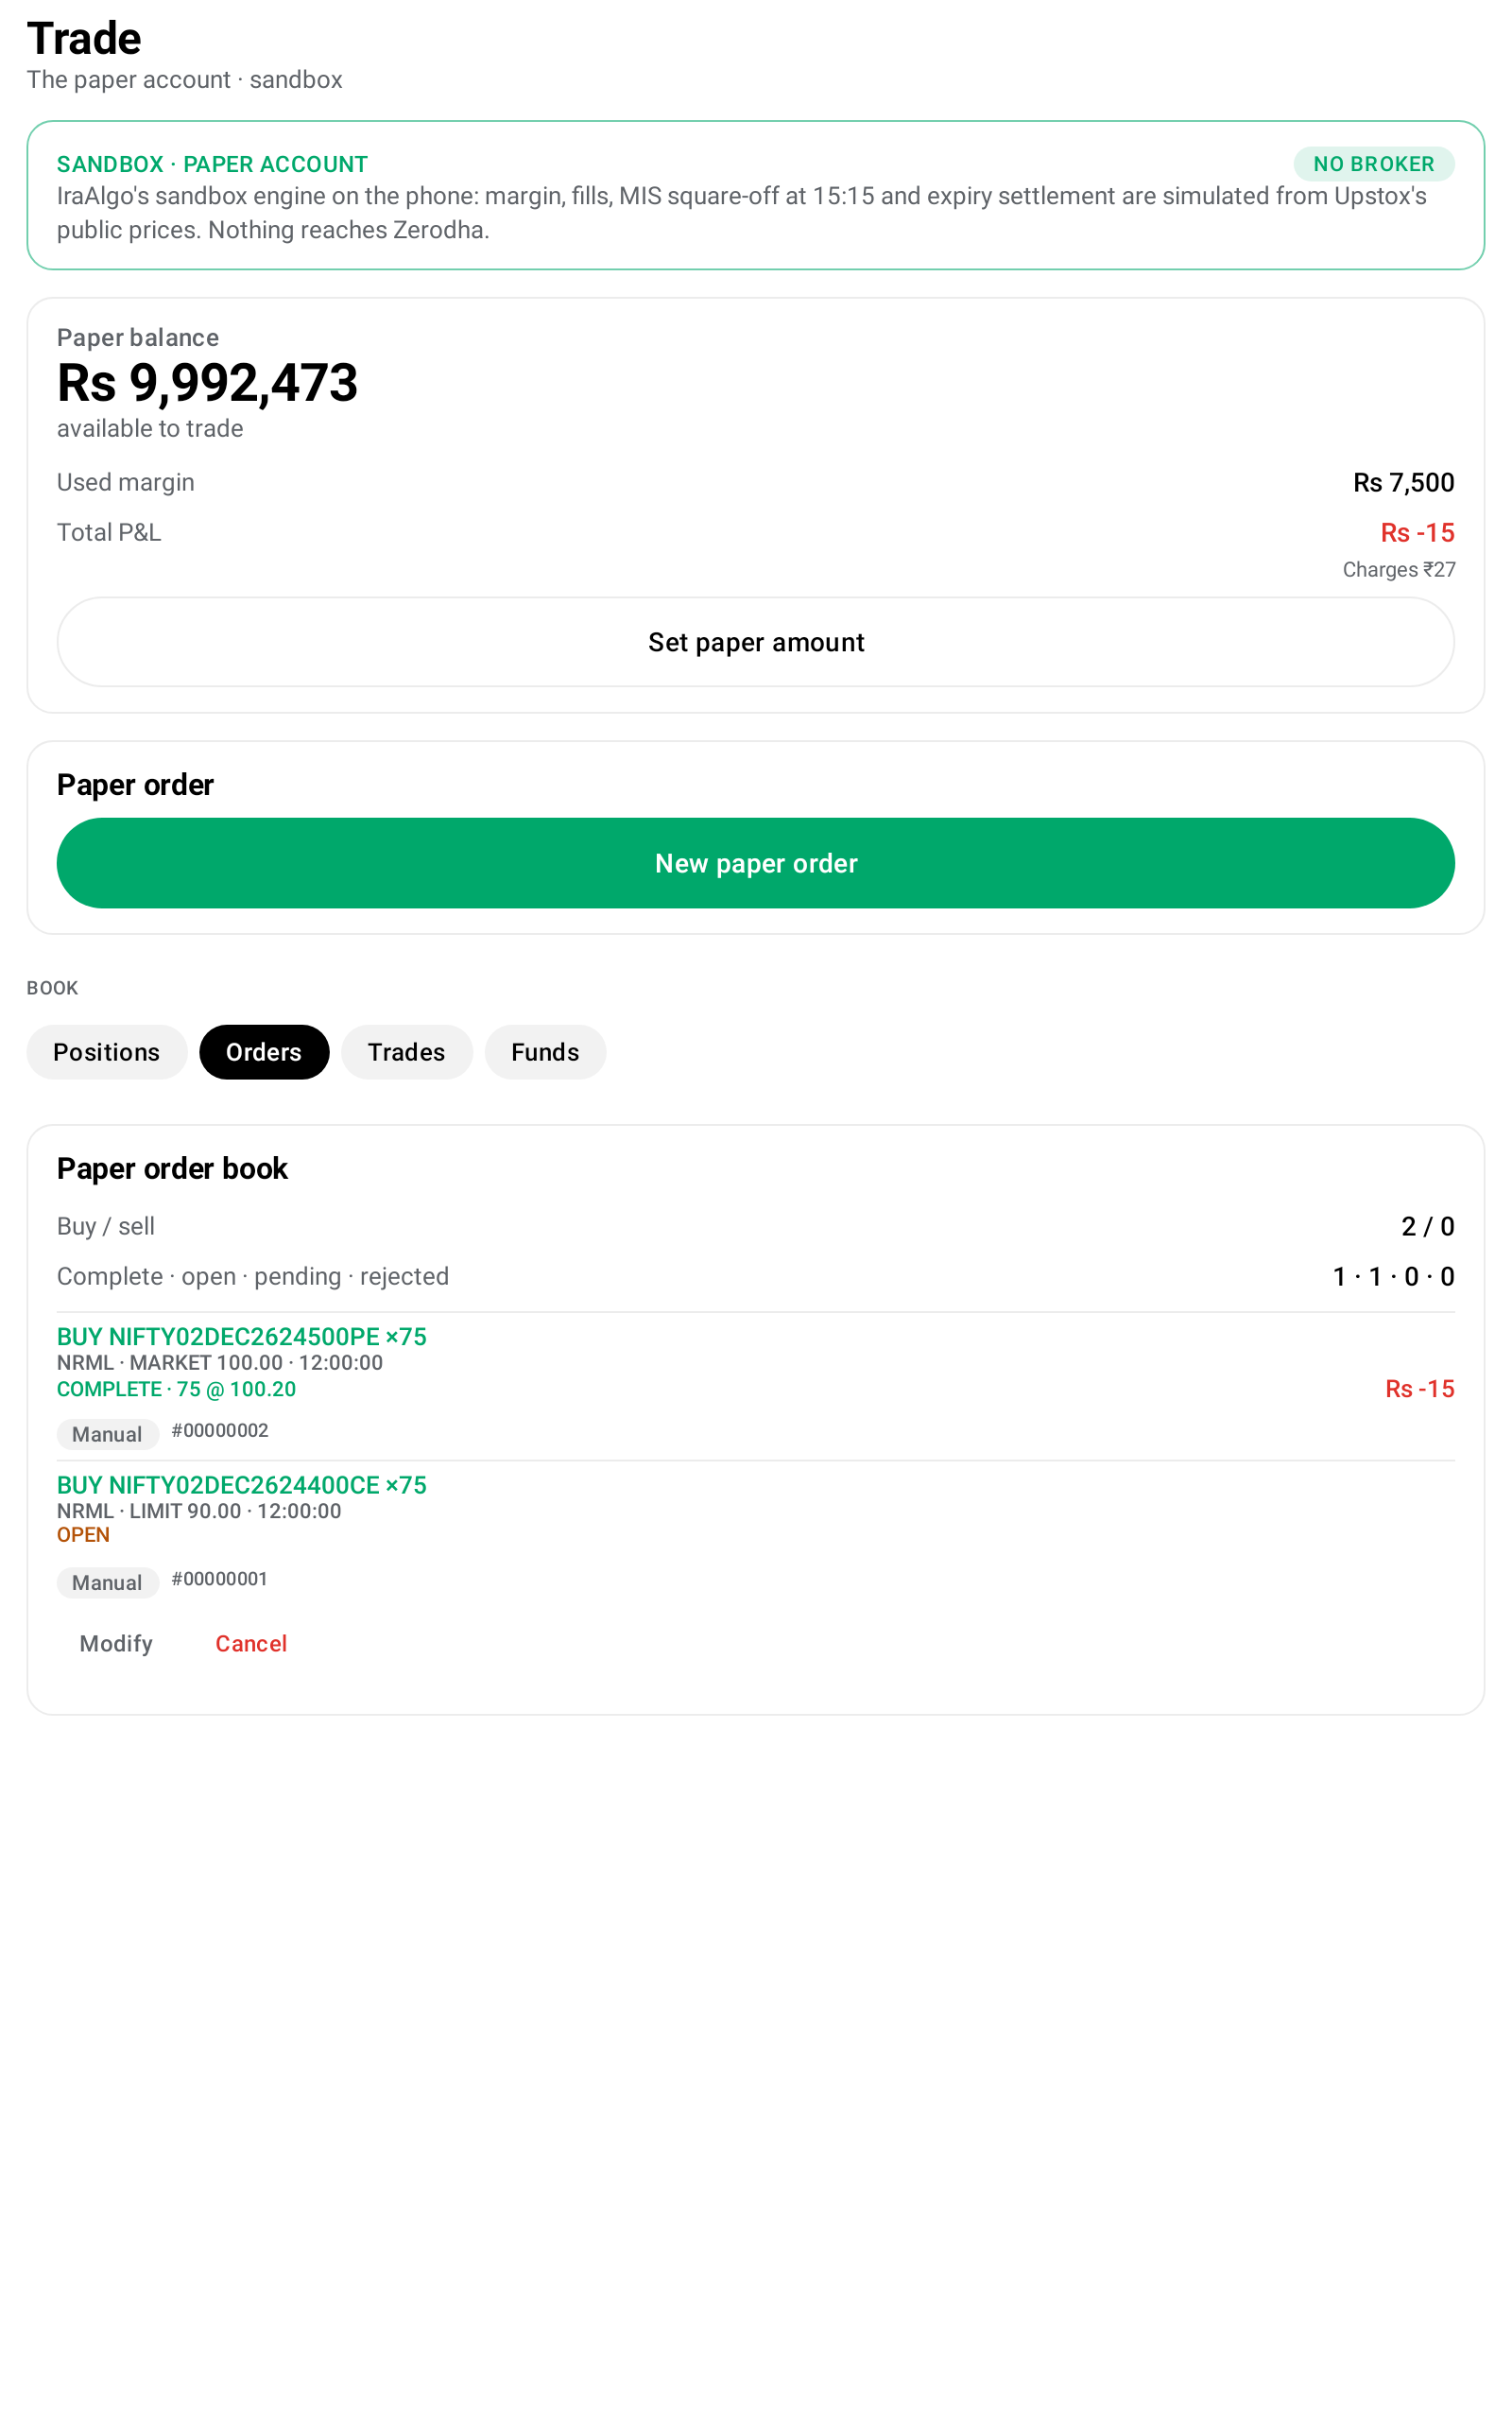 Trade
The paper account · sandbox
SANDBOX · PAPER ACCOUNT
NO BROKER
IraAlgo's sandbox engine on the phone: margin, fills, MIS square-off at 15:15 and expiry settlement are simulated from Upstox's
public prices. Nothing reaches Zerodha.
Paper balance
Rs 9,992,473
available to trade
Used margin
Rs 7,500
Total P&L
Rs -15
Charges ₹27
Set paper amount
Paper order
New paper order
BOOK
Positions
Orders
Trades
Funds
Paper order book
Buy / sell
2 / 0
Complete · open · pending · rejected
1 · 1 · 0 · 0
BUY NIFTY02DEC2624500PE ×75
NRML · MARKET 100.00 · 12:00:00
COMPLETE · 75 @ 100.20
Rs -15
Manual
#00000002
BUY NIFTY02DEC2624400CE ×75
NRML · LIMIT 90.00 · 12:00:00
OPEN
Manual
#00000001
Modify
Cancel